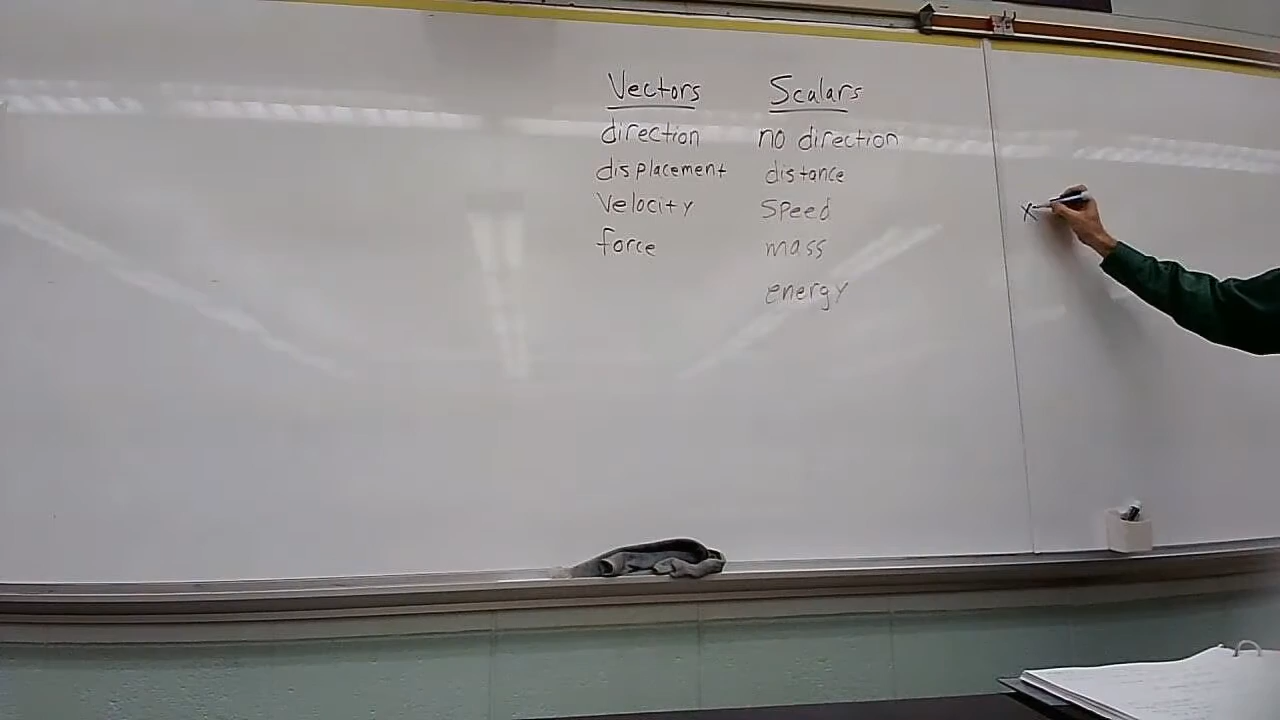 Vectors Scalars
direction no direction
displacement distance
Velocity Speed
force mass
energy
x